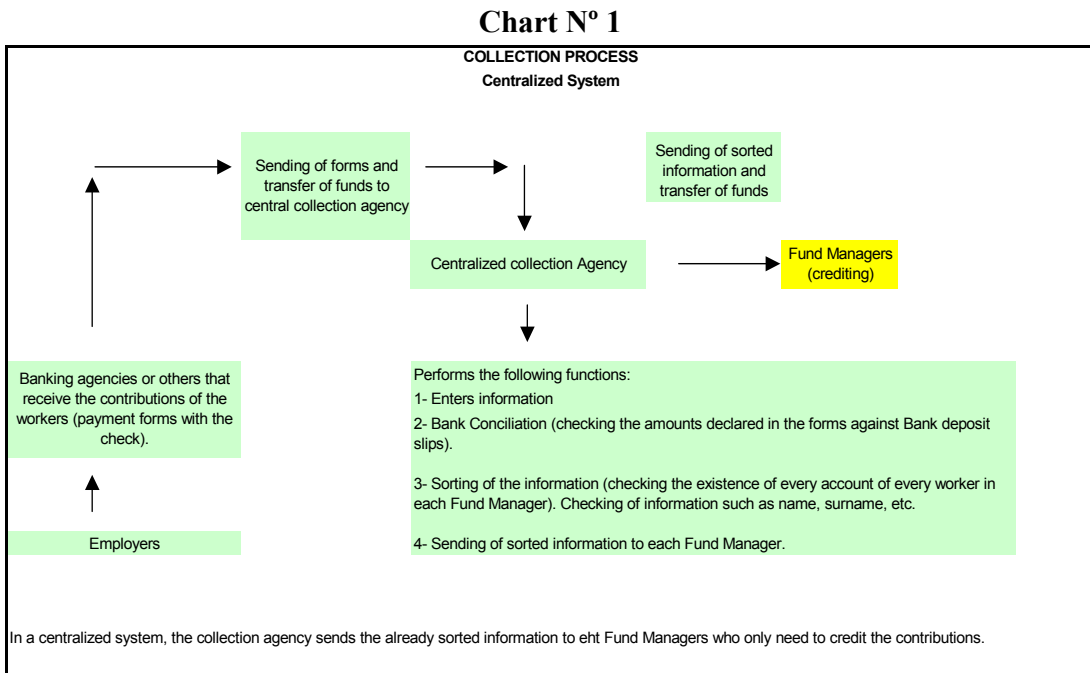 Chart Nº 1
COLLECTION PROCESS
Centralized System
Sending of forms and
transfer of funds to
central collection agency
Sending of sorted
information and
transfer of funds
Centralized collection Agency
Fund Managers
(crediting)
Banking agencies or others that
receive the contributions of the
workers (payment forms with the
check).
Employers
Performs the following functions:
1- Enters information
2- Bank Conciliation (checking the amounts declared in the forms against Bank deposit
slips).
3- Sorting of the information (checking the existence of every account of every worker in
each Fund Manager). Checking of information such as name, surname, etc.
4- Sending of sorted information to each Fund Manager.
In a centralized system, the collection agency sends the already sorted information to eht Fund Managers who only need to credit the contributions.